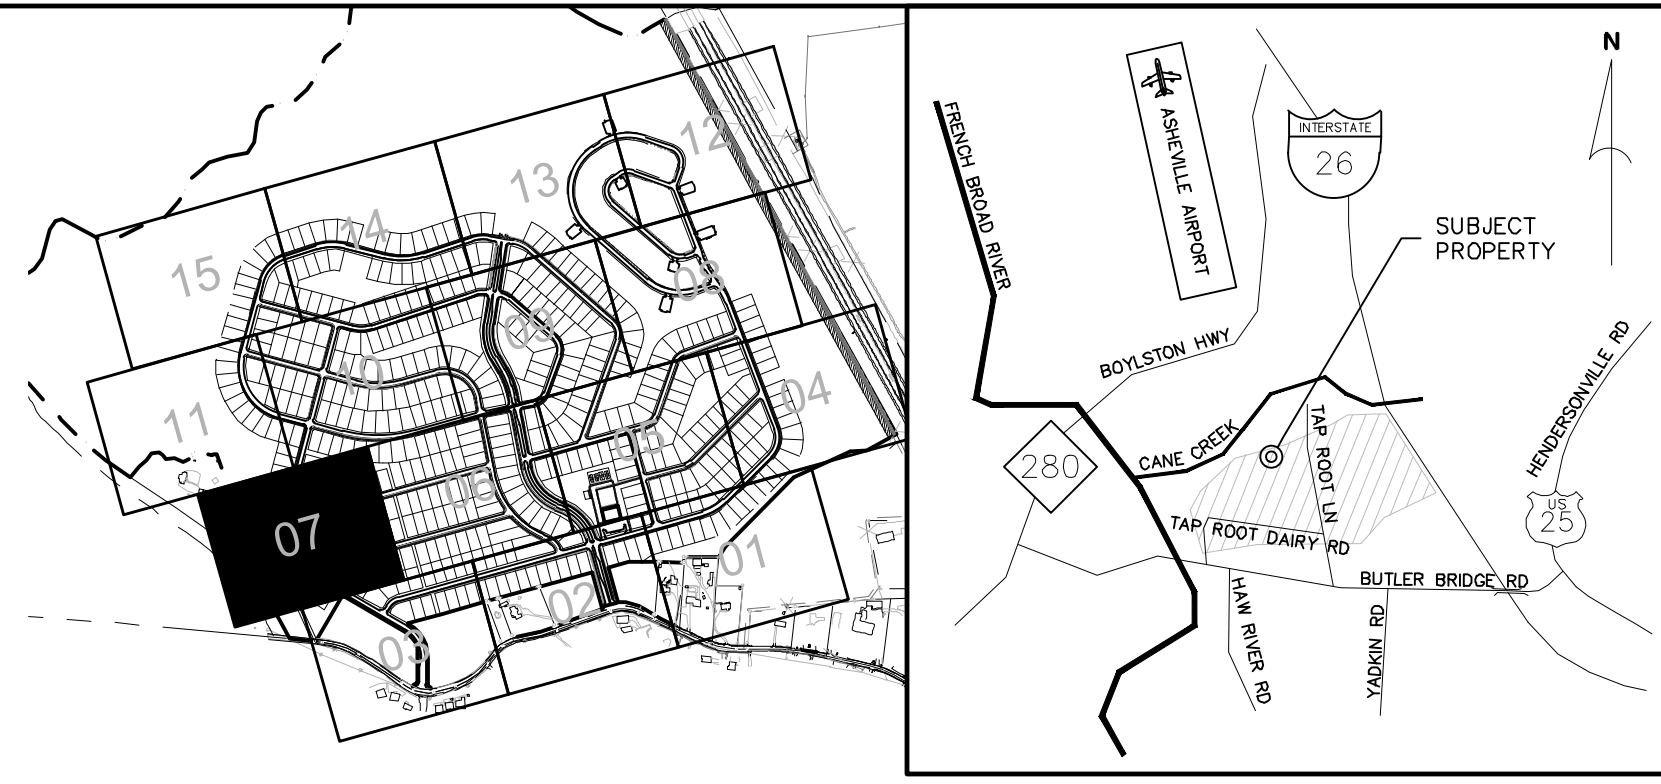 12
13
14
15
08
09
10
04
11
05
06
07
01
02
03
N
ASHEVILLE AIRPORT
INTERSTATE
26
FRENCH BROAD RIVER
SUBJECT
PROPERTY
BOYLSTON HWY
HENDERSONVILLE RD
CANE CREEK
TAP ROOT LN
280
US
25
TAP ROOT DAIRY RD
BUTLER BRIDGE RD
HAW RIVER RD
YADKIN RD